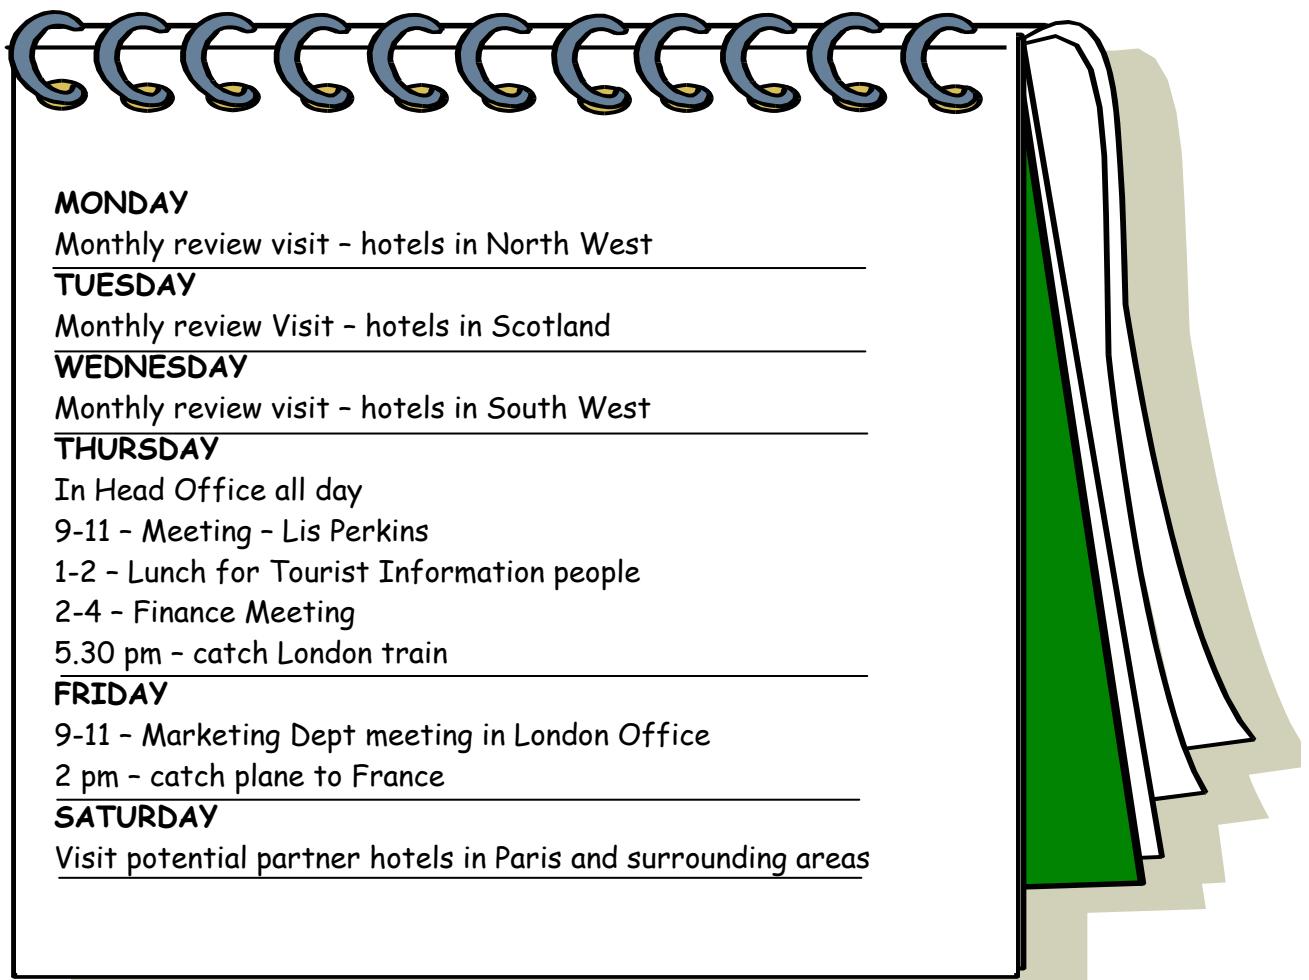 MONDAY
Monthly review visit – hotels in North West
TUESDAY
Monthly review Visit – hotels in Scotland
WEDNESDAY
Monthly review visit – hotels in South West
THURSDAY
In Head Office all day
9-11 – Meeting – Lis Perkins
1-2 – Lunch for Tourist Information people
2-4 – Finance Meeting
5.30 pm – catch London train
FRIDAY
9-11 – Marketing Dept meeting in London Office
2 pm – catch plane to France
SATURDAY
Visit potential partner hotels in Paris and surrounding areas